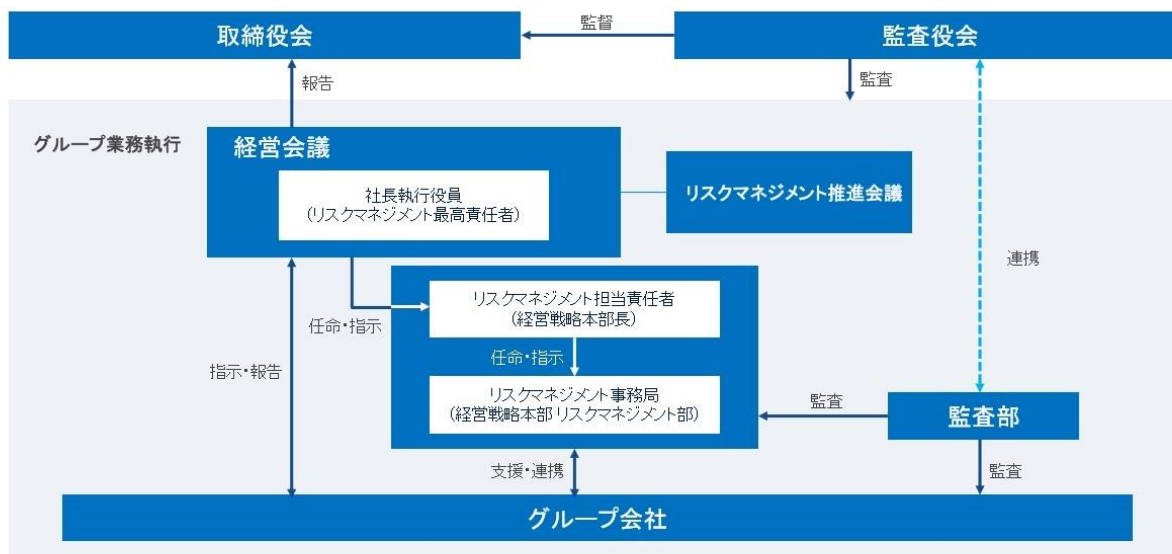 取締役会
監督
監査役会
報告
監査
グループ業務執行
経営会議
社長執行役員
(リスクマネジメント最高責任者)
リスクマネジメント推進会議
連携
リスクマネジメント担当責任者
(経営戦略本部長)
任命・指示
任命・指示
指示・報告
リスクマネジメント事務局
(経営戦略本部 リスクマネジメント部)
監査
監査部
支援・連携
監査
グループ会社